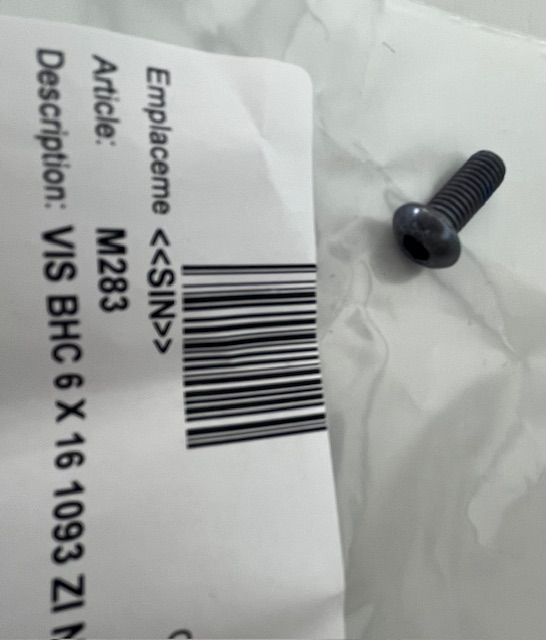 Emplaceme <<SIN>>
Article: M283
Description: VIS BHC 6 X 16 1093 ZI N